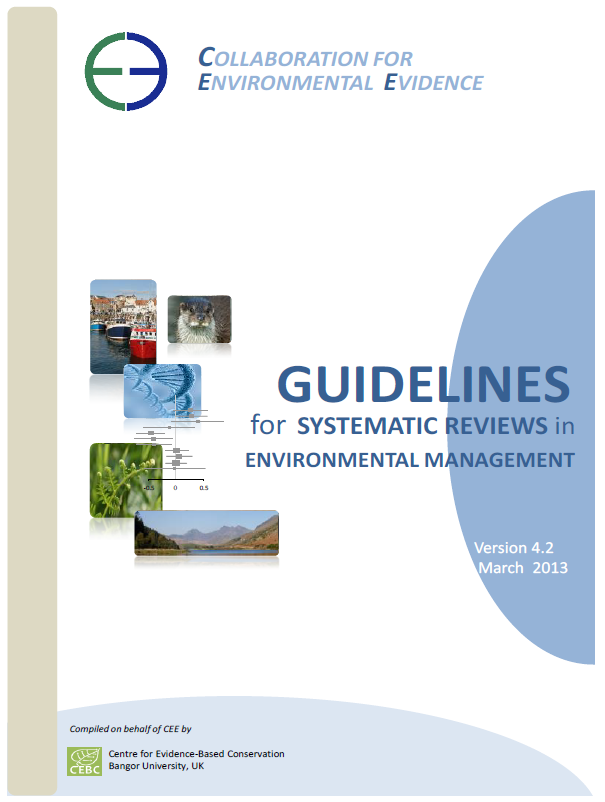 COLLABORATION FOR
ENVIRONMENTAL EVIDENCE
GUIDELINES
for SYSTEMATIC REVIEWS in
ENVIRONMENTAL MANAGEMENT
-0.5 0 0.5
Version 4.2
March 2013
Compiled on behalf of CEE by
CEBC
Centre for Evidence-Based Conservation
Bangor University, UK